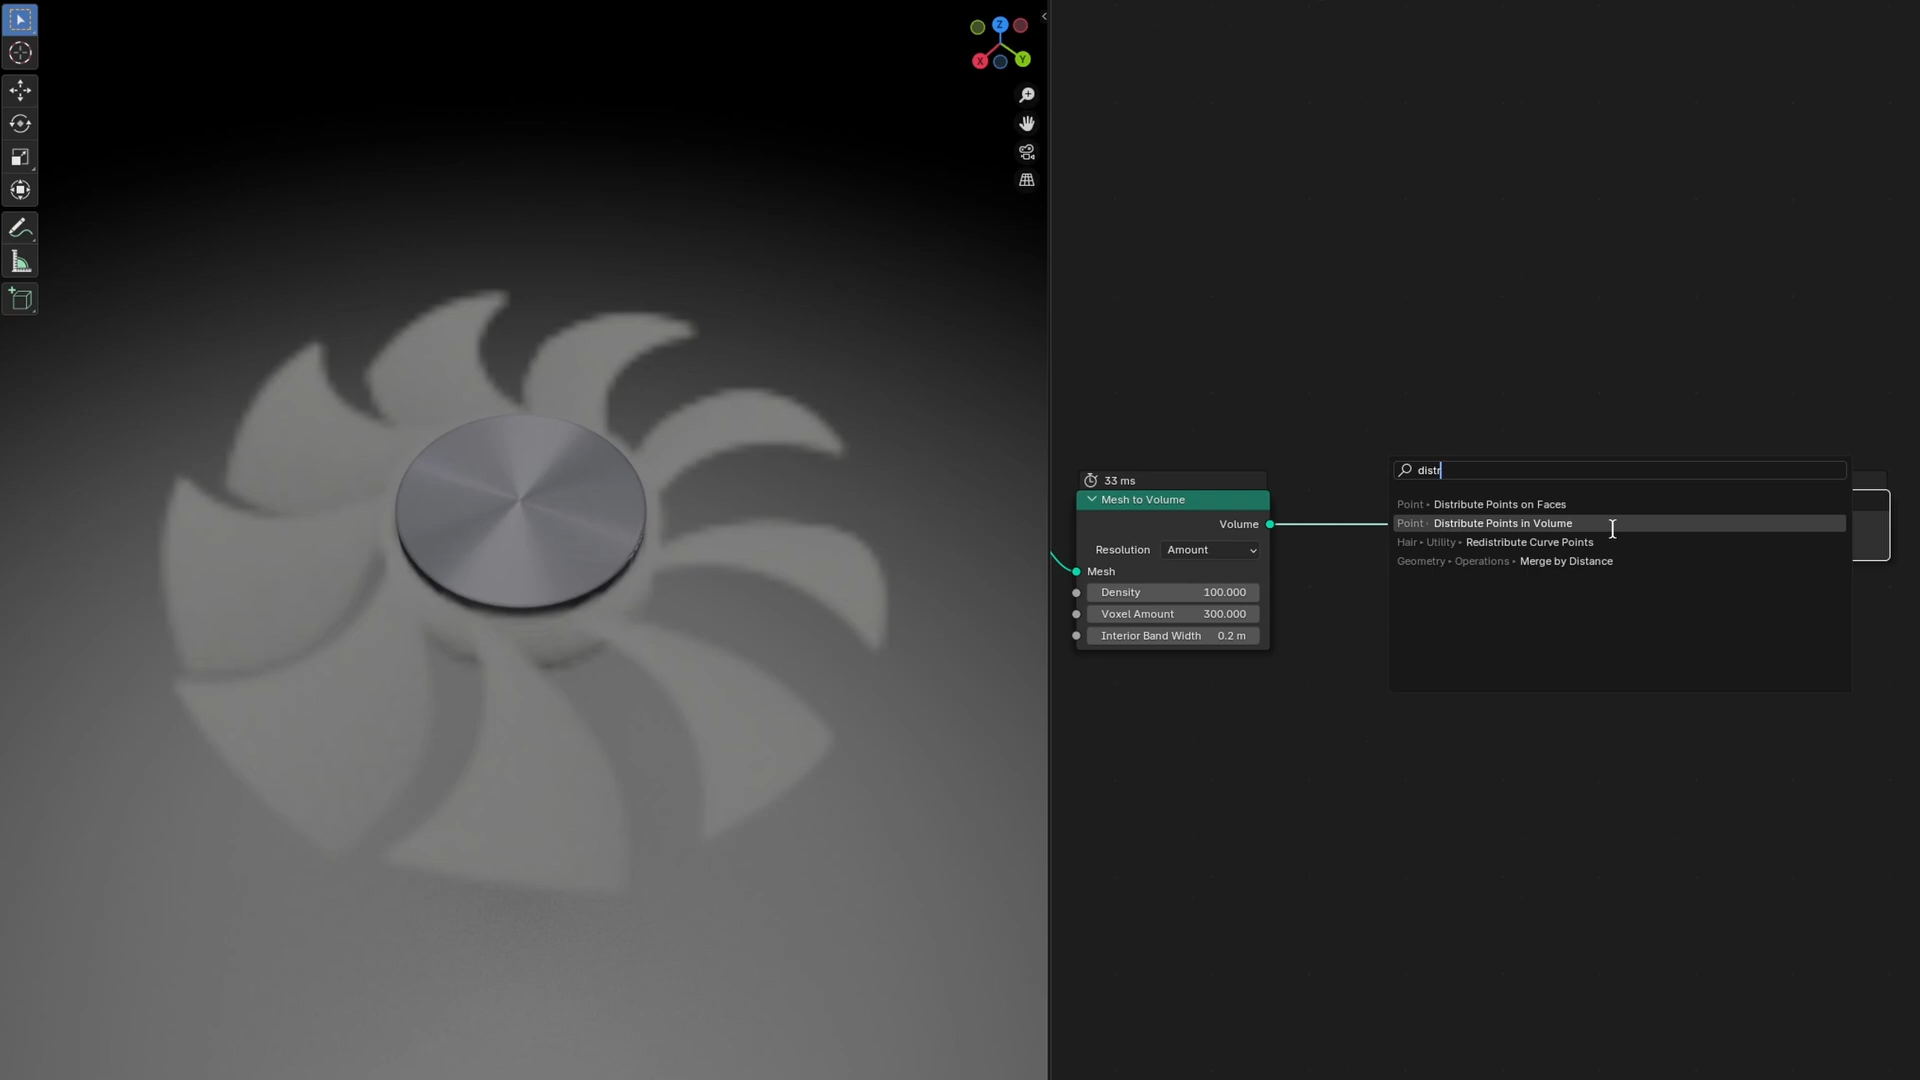 Z
X
Y
33 ms
Mesh to Volume
Volume
Resolution Amount
Mesh
Density 100.000
Voxel Amount 300.000
Interior Band Width 0.2 m
distr
Point ▸ Distribute Points on Faces
Point ▸ Distribute Points in Volume
Hair ▸ Utility ▸ Redistribute Curve Points
Geometry ▸ Operations ▸ Merge by Distance